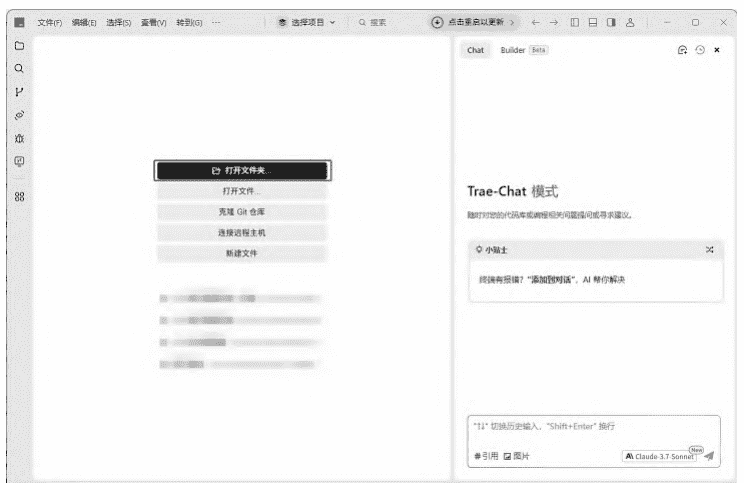 文件(F) 编辑(E) 选择(S) 查看(V) 转到(G) ··· 选择项目 搜索 点击重启以更新
Chat Builder Beta
打开文件夹...
打开文件...
克隆 Git 仓库
连接远程主机
新建文件
Trae-Chat 模式
随时对您的代码库或编程相关问题提问或寻求建议。
小贴士
终端有报错？“添加到对话”，AI 帮你解决
"↑↓" 切换历史输入，"Shift+Enter" 换行
#引用 图片 Claude-3.7-Sonnet New